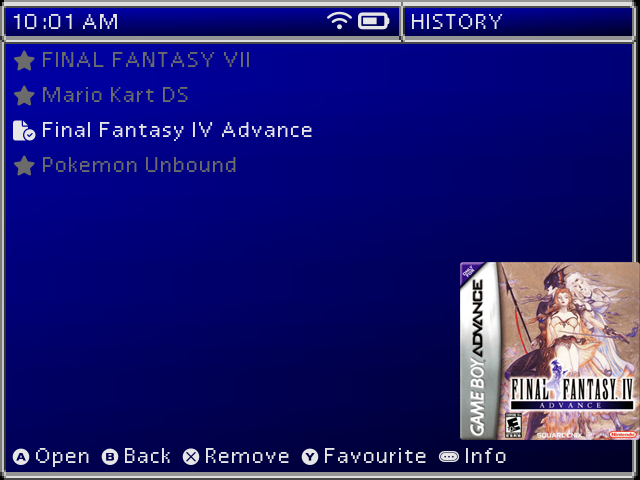 10:01 AM
HISTORY
FINAL FANTASY VII
Mario Kart DS
Final Fantasy IV Advance
Pokemon Unbound
GAME BOY ADVANCE
FINAL FANTASY IV
ADVANCE
SQUARE ENIX
Nintendo
A Open B Back X Remove Y Favourite Info